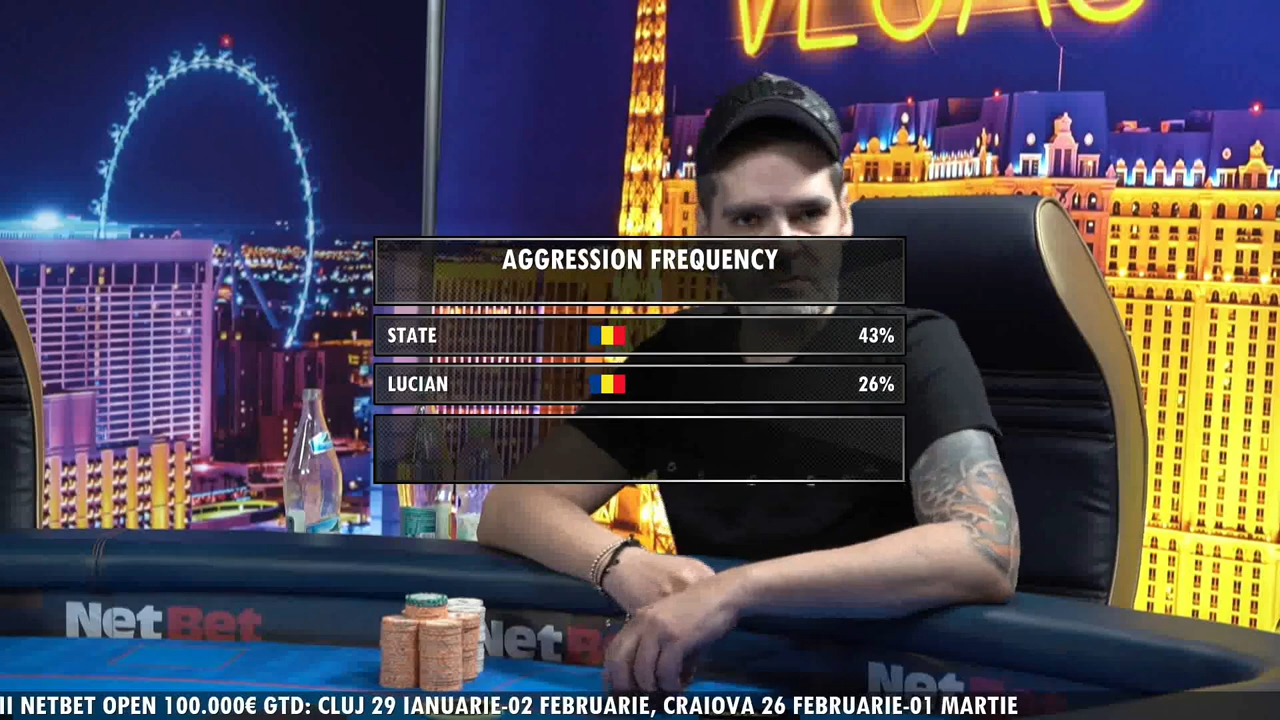 VEGAS
AGGRESSION FREQUENCY
STATE 43%
LUCIAN 26%
NetBet
NetBet
NetBet
II NETBET OPEN 100.000€ GTD: CLUJ 29 IANUARIE-02 FEBRUARIE, CRAIOVA 26 FEBRUARIE-01 MARTIE